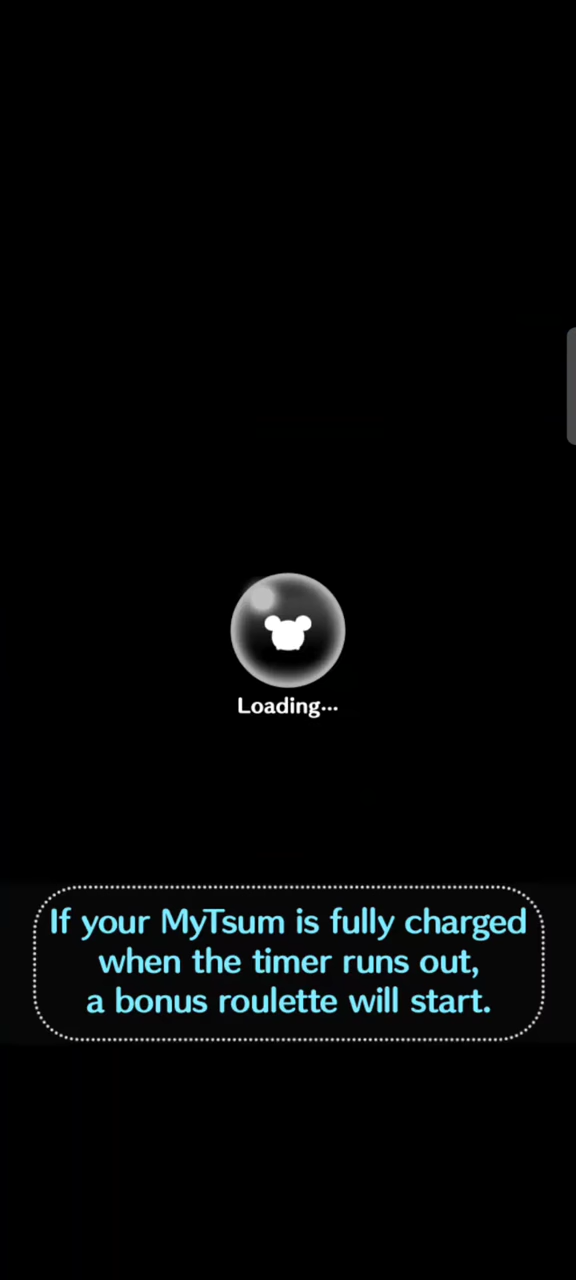 Loading···
If your MyTsum is fully charged
when the timer runs out,
a bonus roulette will start.